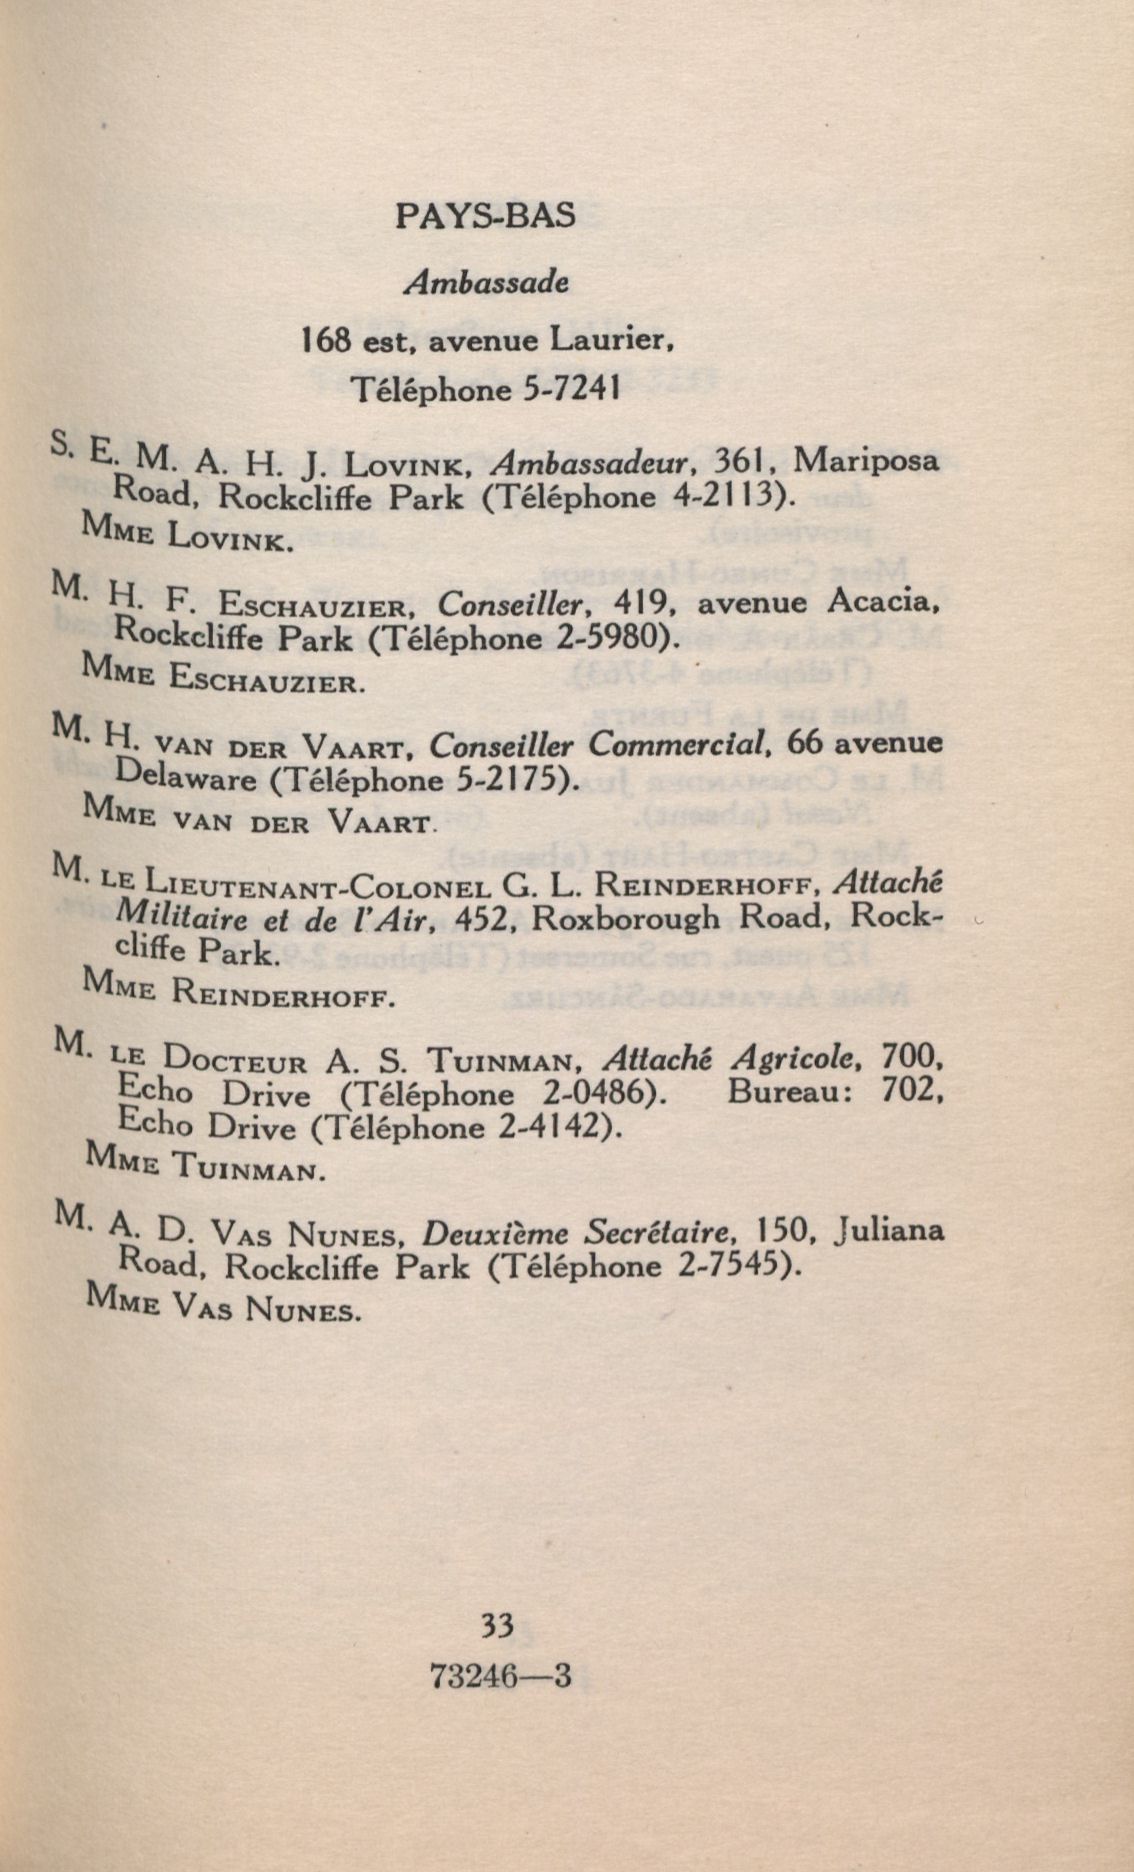 PAYS-BAS
Ambassade
168 est, avenue Laurier,
Téléphone 5-7241
S. E. M. A. H. J. LOVINK, Ambassadeur, 361, Mariposa
Road, Rockcliffe Park (Téléphone 4-2113).
MME LOVINK.
M. H. F. ESCHAUZIER, Conseiller, 419, avenue Acacia,
Rockcliffe Park (Téléphone 2-5980).
MME ESCHAUZIER.
M. H. VAN DER VAART, Conseiller Commercial, 66 avenue
Delaware (Téléphone 5-2175).
MME VAN DER VAART.
M. LE LIEUTENANT-COLONEL G. L. REINDERHOFF, Attaché
Militaire et de l'Air, 452, Roxborough Road, Rock-
cliffe Park.
MME REINDERHOFF.
M. LE DOCTEUR A. S. TUINMAN, Attaché Agricole, 700,
Echo Drive (Téléphone 2-0486). Bureau: 702,
Echo Drive (Téléphone 2-4142).
MME TUINMAN.
M. A. D. VAS NUNES, Deuxième Secrétaire, 150, Juliana
Road, Rockcliffe Park (Téléphone 2-7545).
MME VAS NUNES.
33
73246—3